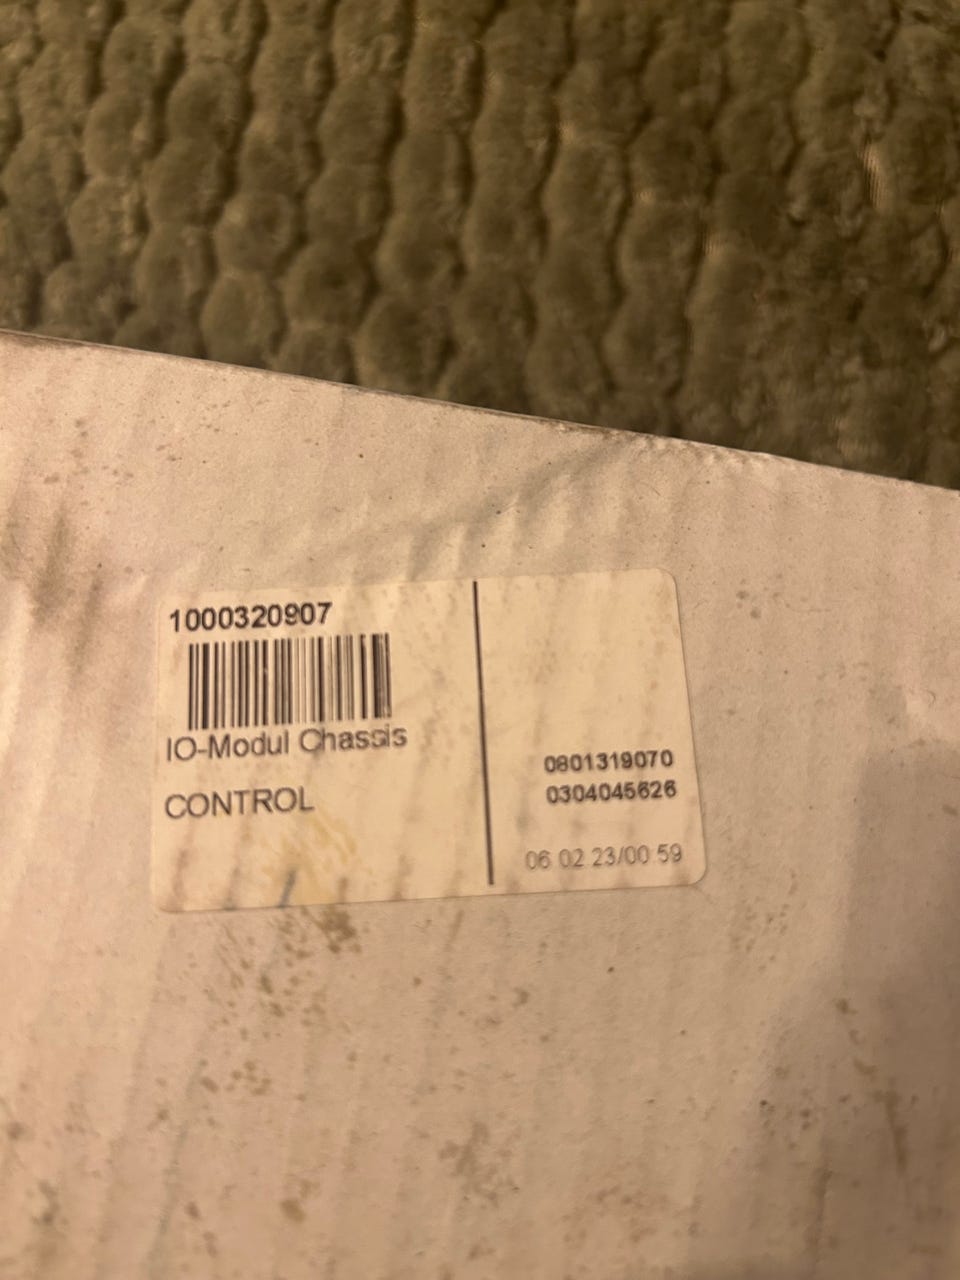 1000320907
IO-Modul Chassis
CONTROL
0801319070
0304045626
06 02 23/00 59